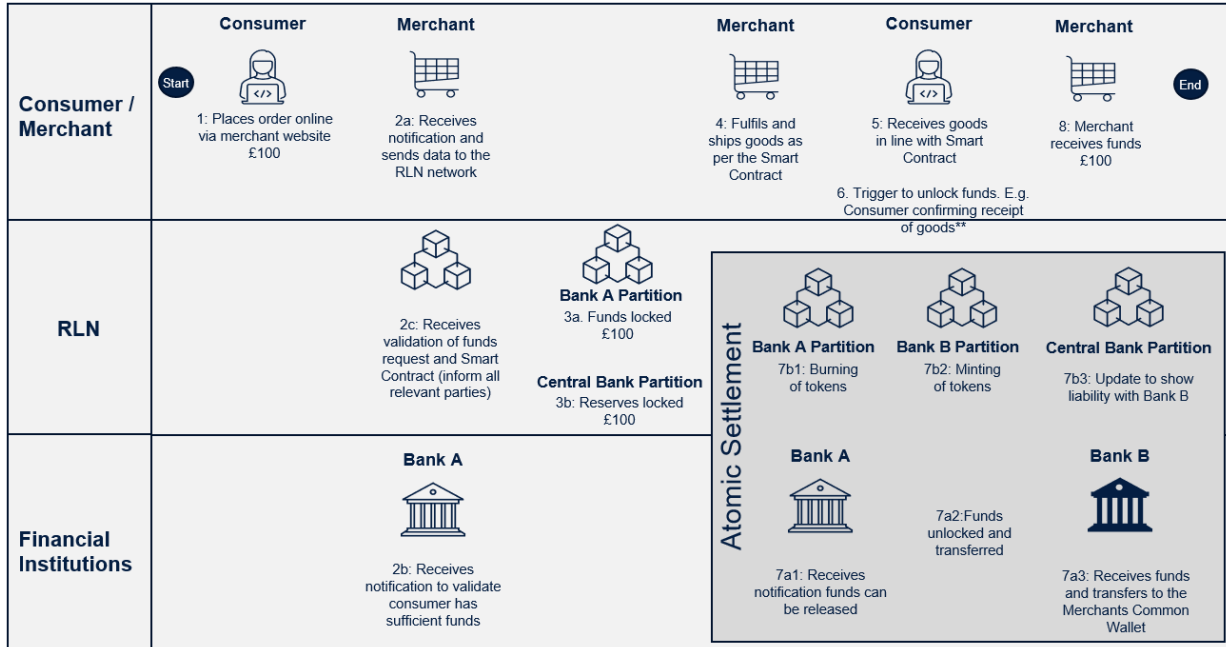 Consumer
Merchant
Merchant
Consumer
Merchant
Start
End
Consumer /
Merchant
</>
</>
1: Places order online
via merchant website
£100
2a: Receives
notification and
sends data to the
RLN network
4: Fulfils and
ships goods as
per the Smart
Contract
5: Receives goods
in line with Smart
Contract
8: Merchant
receives funds
£100
6. Trigger to unlock funds. E.g.
Consumer confirming receipt
of goods**
RLN
2c: Receives
validation of funds
request and Smart
Contract (inform all
relevant parties)
Bank A Partition
3a. Funds locked
£100
Central Bank Partition
3b: Reserves locked
£100
Atomic Settlement
Bank A Partition
7b1: Burning
of tokens
Bank B Partition
7b2: Minting
of tokens
Central Bank Partition
7b3: Update to show
liability with Bank B
Financial
Institutions
Bank A
2b: Receives
notification to validate
consumer has
sufficient funds
Bank A
7a1: Receives
notification funds can
be released
7a2:Funds
unlocked and
transferred
Bank B
7a3: Receives funds
and transfers to the
Merchants Common
Wallet